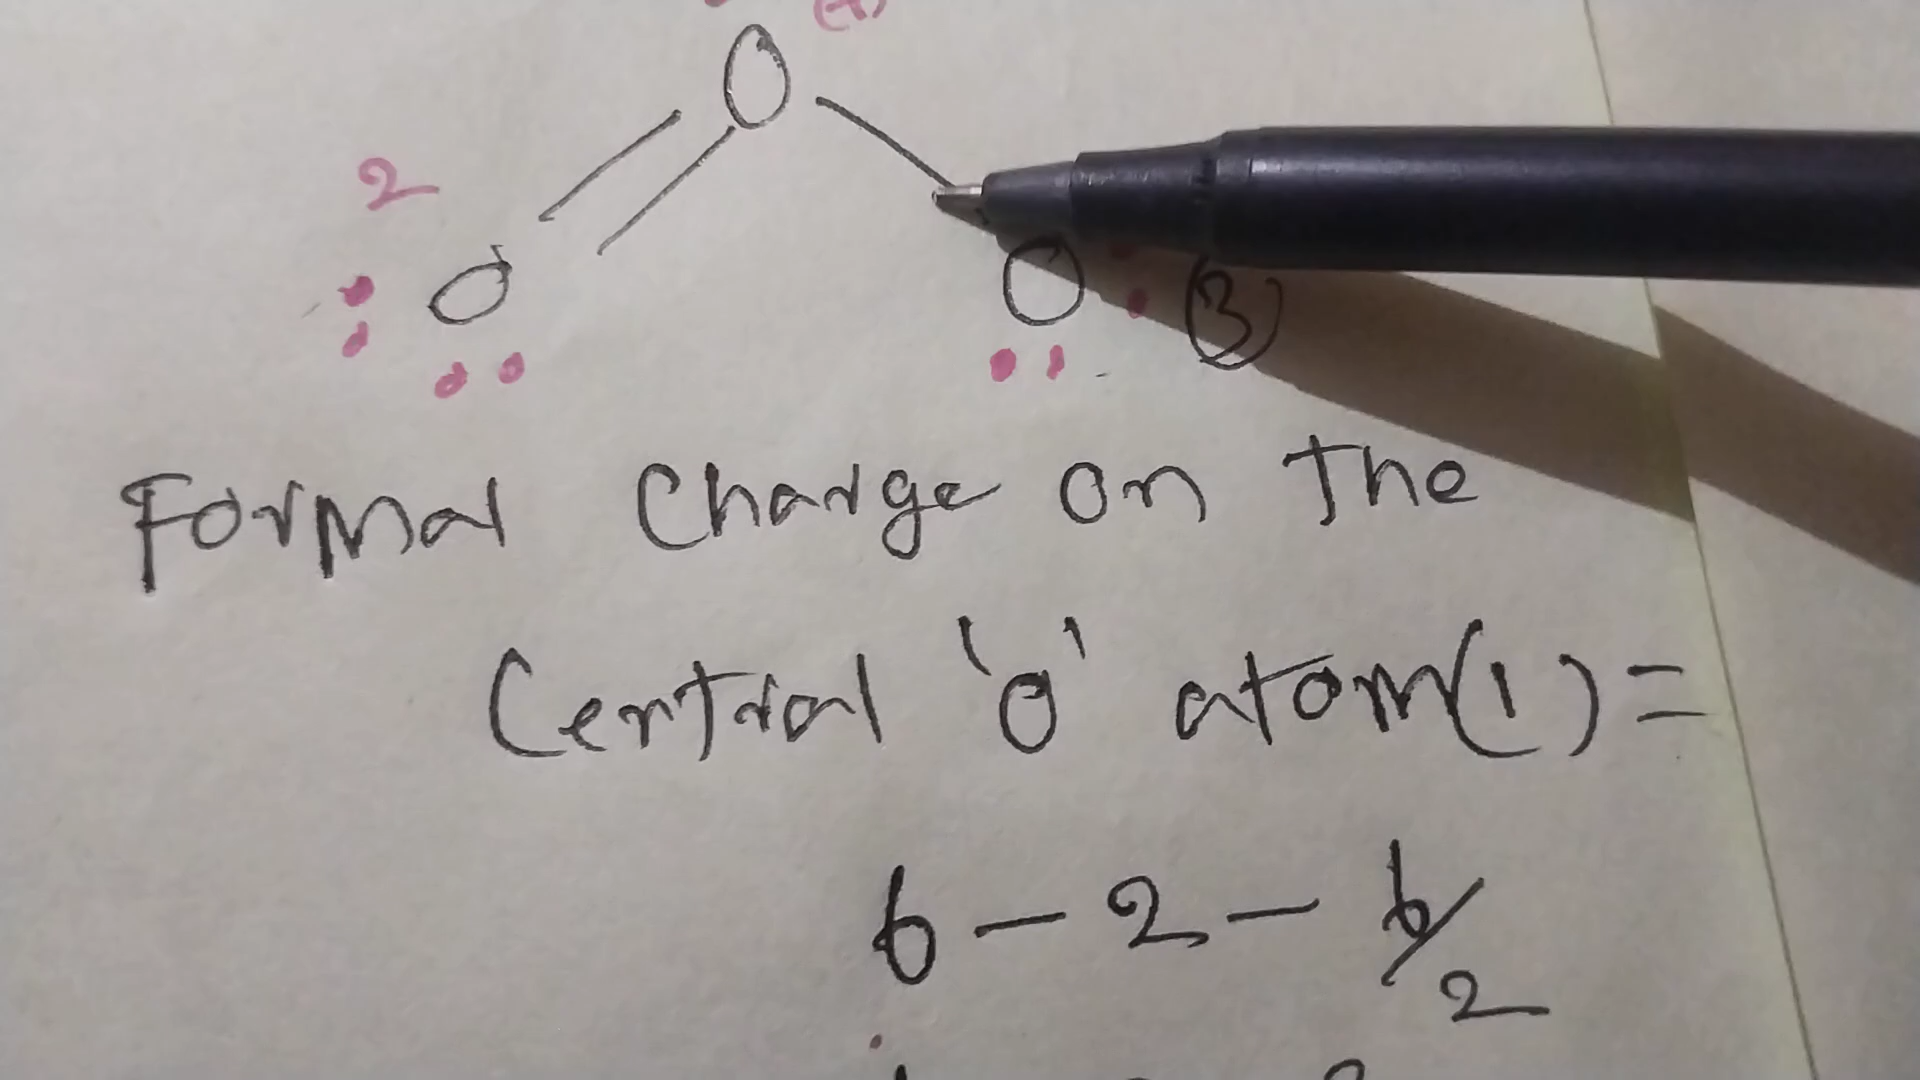 O
2
O
O
3
Formal Charge on The
Central 'O' atom(1) =
6 - 2 - 6/2